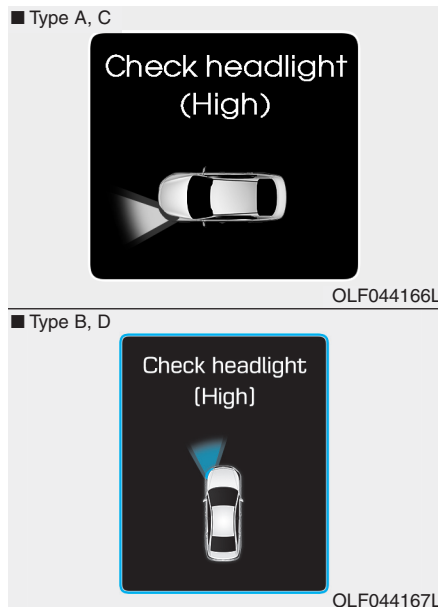 ■ Type A, C
Check headlight
(High)
OLF044166L
■ Type B, D
Check headlight
(High)
OLF044167L